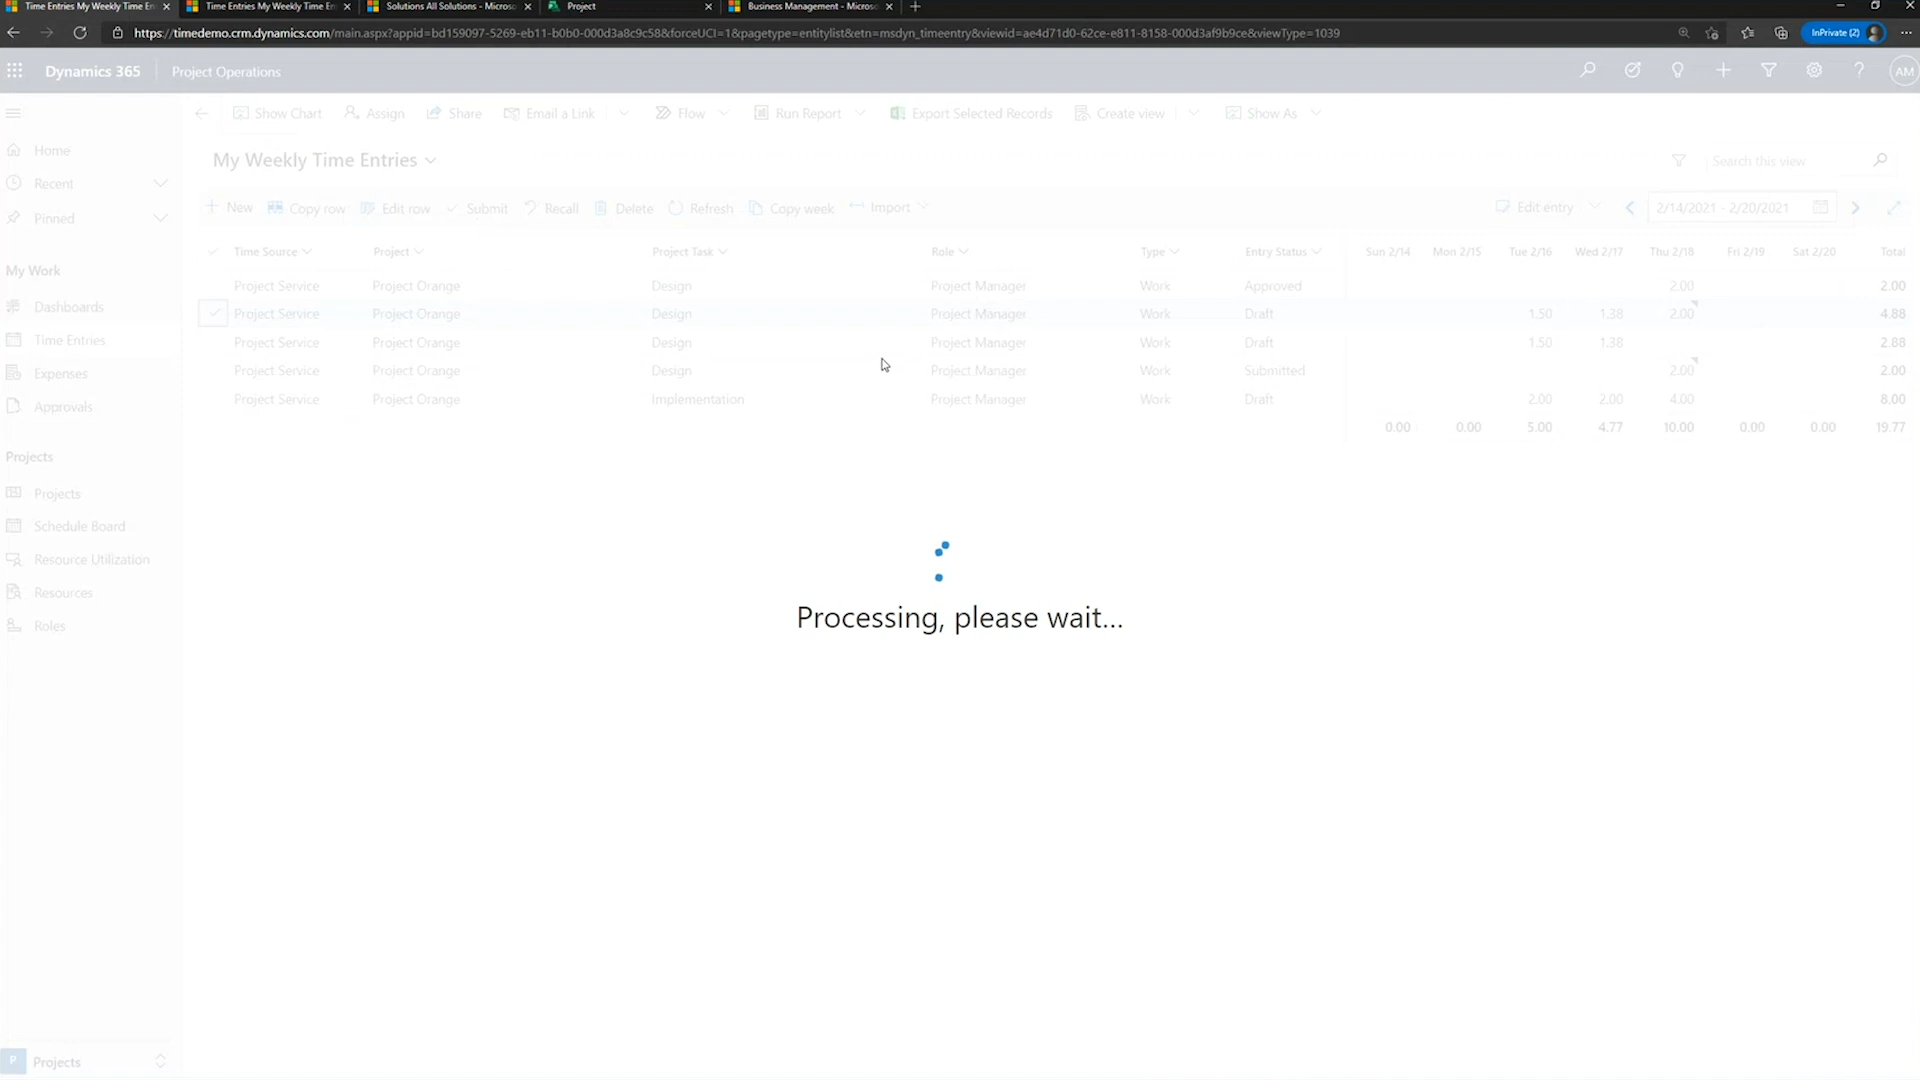 Time Entries My Weekly Time En
Time Entries My Weekly Time En
Solutions All Solutions - Microso
Project
Business Management - Microso
https://timedemo.crm.dynamics.com/main.aspx?appid=bd159097-5269-eb11-b0b0-000d3a8c9c58&forceUCI=1&pagetype=entitylist&etn=msdyn_timeentry&viewid=ae4d71d0-62ce-e811-8158-000d3af9b9ce&viewType=1039
InPrivate (2)
Dynamics 365
Project Operations
AM
Show Chart
Assign
Share
Email a Link
Flow
Run Report
Export Selected Records
Create view
Show As
Home
Recent
Pinned
My Work
Dashboards
Time Entries
Expenses
Approvals
Projects
Projects
Schedule Board
Resource Utilization
Resources
Roles
My Weekly Time Entries
Search this view
New
Copy row
Edit row
Submit
Recall
Delete
Refresh
Copy week
Import
Edit entry
2/14/2021 - 2/20/2021
Time Source Project Project Task Role Type Entry Status Sun 2/14 Mon 2/15 Tue 2/16 Wed 2/17 Thu 2/18 Fri 2/19 Sat 2/20 Total
Project Service Project Orange Design Project Manager Work Approved 2.00 2.00
Project Service Project Orange Design Project Manager Work Draft 1.50 1.38 2.00 4.88
Project Service Project Orange Design Project Manager Work Draft 1.50 1.38 2.88
Project Service Project Orange Design Project Manager Work Submitted 2.00 2.00
Project Service Project Orange Implementation Project Manager Work Draft 2.00 2.00 4.00 8.00
0.00 0.00 5.00 4.77 10.00 0.00 0.00 19.77
Processing, please wait...
P Projects